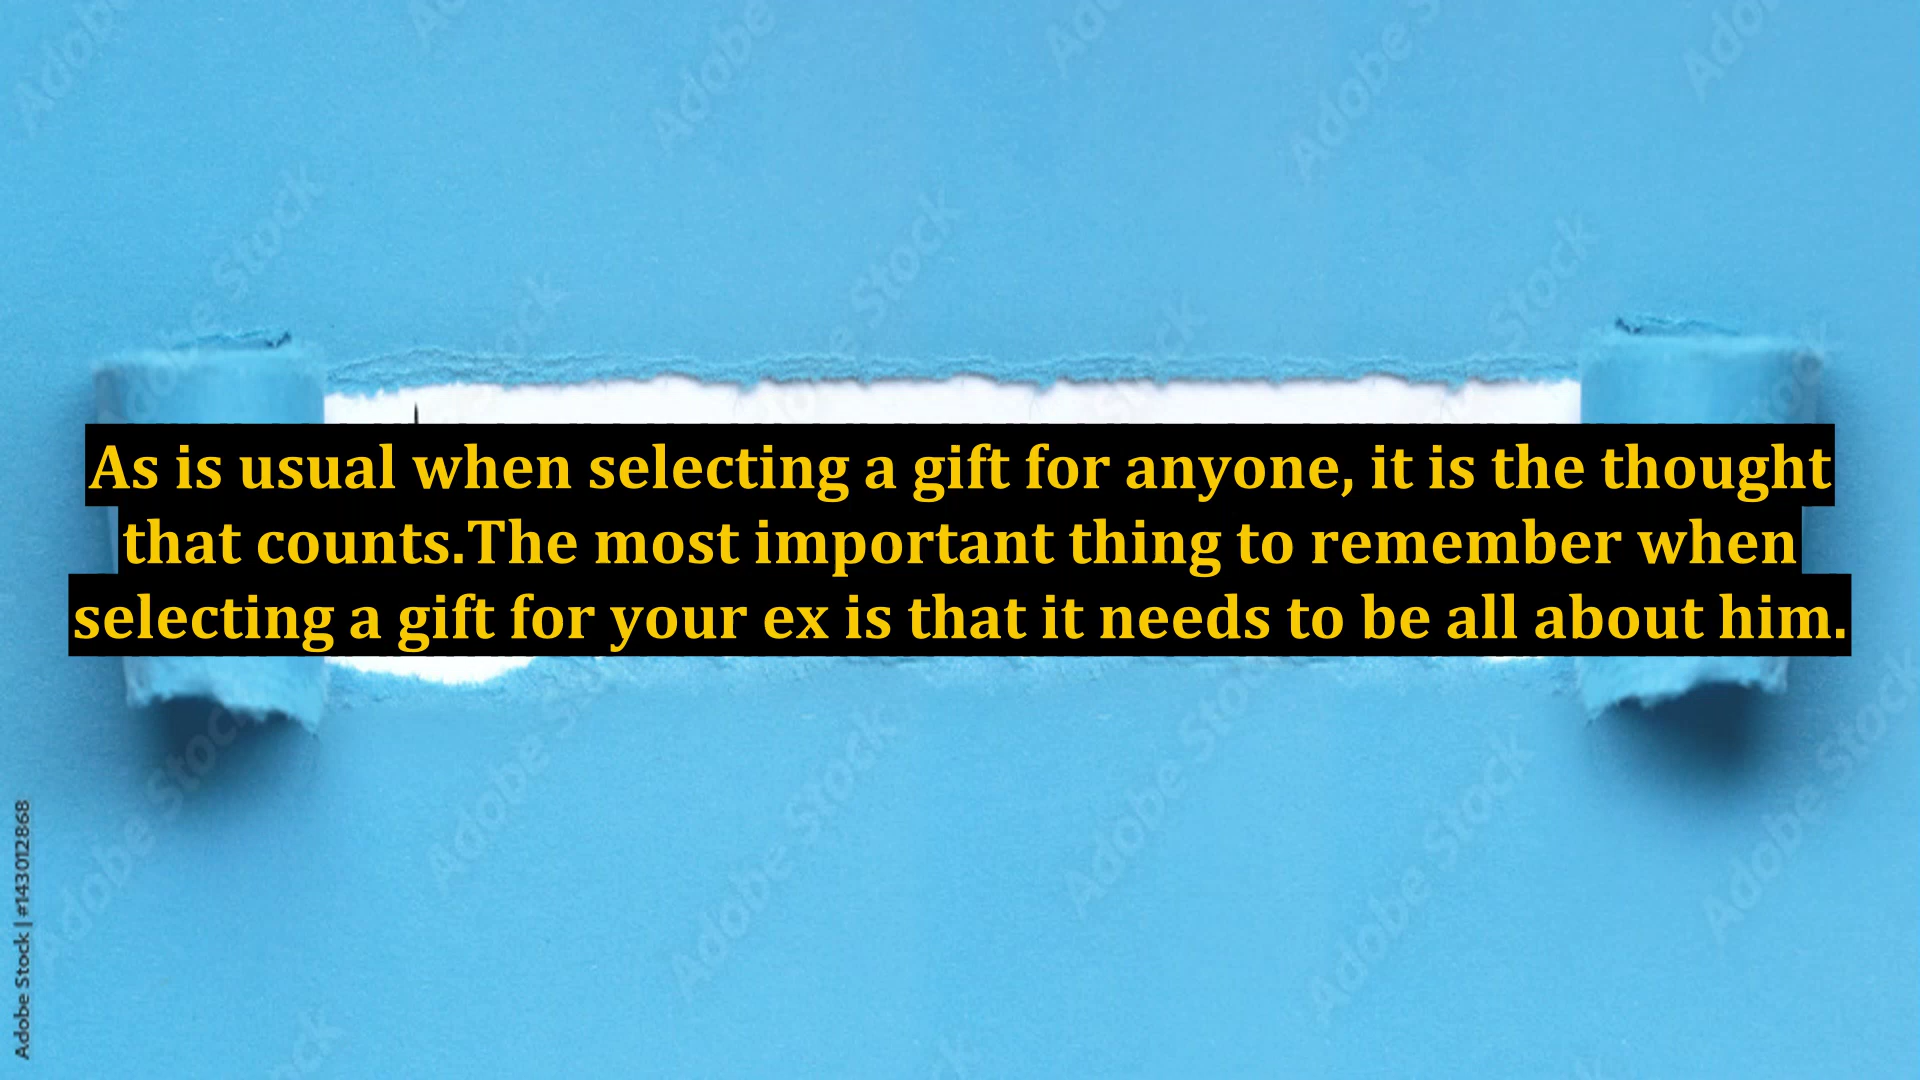 As is usual when selecting a gift for anyone, it is the thought
that counts.The most important thing to remember when
selecting a gift for your ex is that it needs to be all about him.
Adobe Stock | #143012868
Adobe Stock